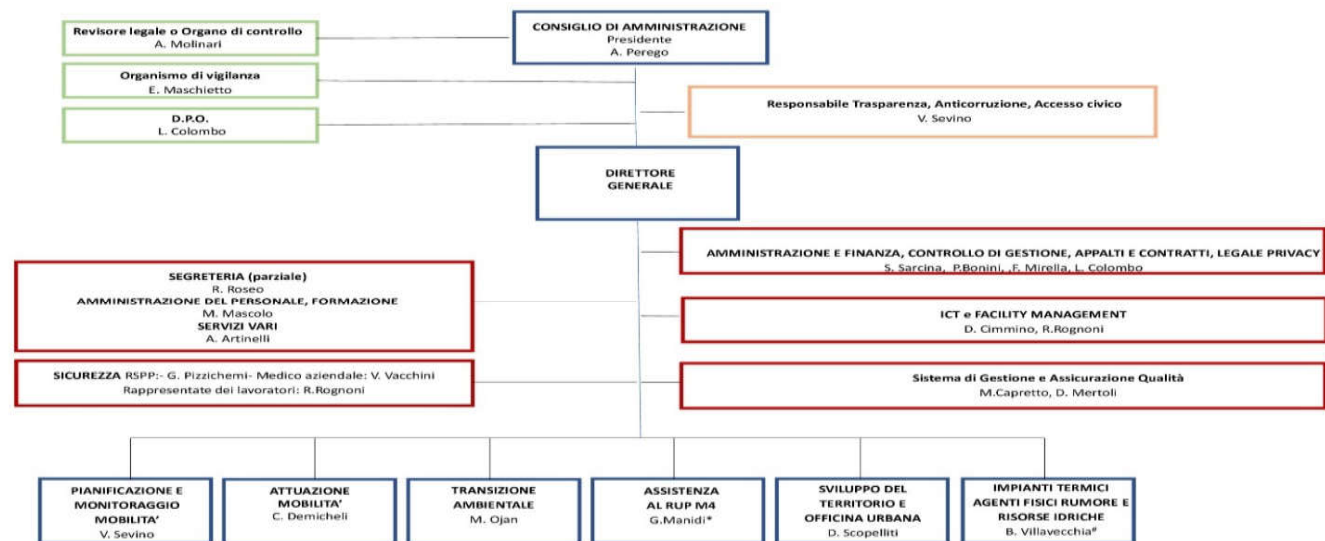 CONSIGLIO DI AMMINISTRAZIONE
Presidente
A. Perego
Revisore legale o Organo di controllo
A. Molinari
Organismo di vigilanza
E. Maschietto
D.P.O.
L. Colombo
Responsabile Trasparenza, Anticorruzione, Accesso civico
V. Sevino
DIRETTORE
GENERALE
AMMINISTRAZIONE E FINANZA, CONTROLLO DI GESTIONE, APPALTI E CONTRATTI, LEGALE PRIVACY
S. Sarcina, P.Bonini, ,F. Mirella, L. Colombo
SEGRETERIA (parziale)
R. Roseo
AMMINISTRAZIONE DEL PERSONALE, FORMAZIONE
M. Mascolo
SERVIZI VARI
A. Artinelli
ICT e FACILITY MANAGEMENT
D. Cimmino, R.Rognoni
SICUREZZA RSPP:- G. Pizzichemi- Medico aziendale: V. Vacchini
Rappresentate dei lavoratori: R.Rognoni
Sistema di Gestione e Assicurazione Qualità
M.Capretto, D. Mertoli
PIANIFICAZIONE E
MONITORAGGIO
MOBILITA'
V. Sevino
ATTUAZIONE
MOBILITA'
C. Demicheli
TRANSIZIONE
AMBIENTALE
M. Ojan
ASSISTENZA
AL RUP M4
G.Manidi*
SVILUPPO DEL
TERRITORIO E
OFFICINA URBANA
D. Scopelliti
IMPIANTI TERMICI
AGENTI FISICI RUMORE E
RISORSE IDRICHE
B. Villavecchia#